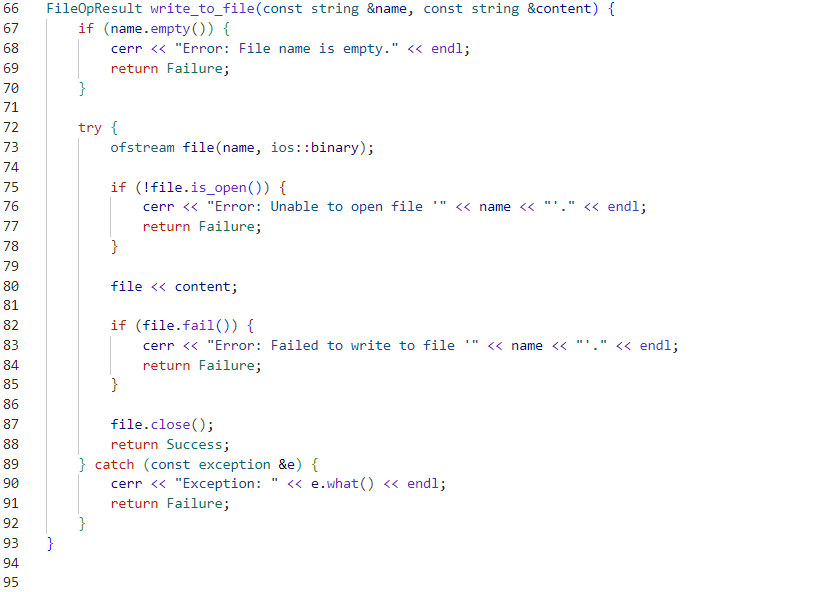 66 FileOpResult write_to_file(const string &name, const string &content) {
67     if (name.empty()) {
68         cerr << "Error: File name is empty." << endl;
69         return Failure;
70     }
71
72     try {
73         ofstream file(name, ios::binary);
74
75         if (!file.is_open()) {
76             cerr << "Error: Unable to open file '" << name << "'." << endl;
77             return Failure;
78         }
79
80         file << content;
81
82         if (file.fail()) {
83             cerr << "Error: Failed to write to file '" << name << "'." << endl;
84             return Failure;
85         }
86
87         file.close();
88         return Success;
89     } catch (const exception &e) {
90         cerr << "Exception: " << e.what() << endl;
91         return Failure;
92     }
93 }
94
95